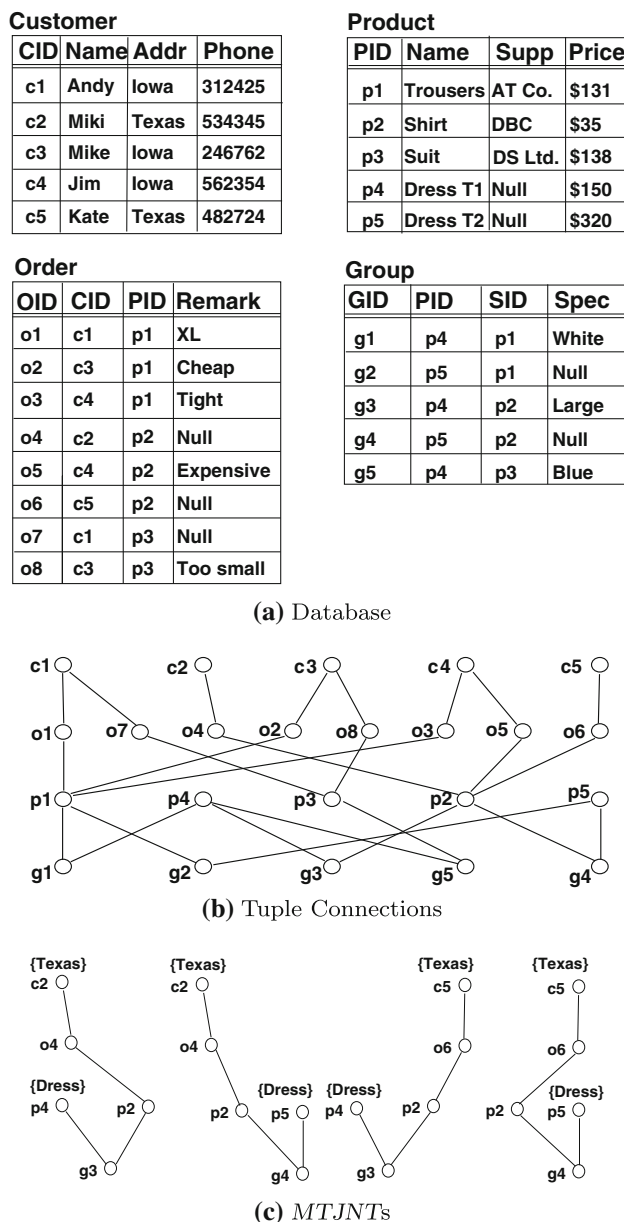 Customer
CID Name Addr Phone
c1 Andy Iowa 312425
c2 Miki Texas 534345
c3 Mike Iowa 246762
c4 Jim Iowa 562354
c5 Kate Texas 482724
Product
PID Name Supp Price
p1 Trousers AT Co. $131
p2 Shirt DBC $35
p3 Suit DS Ltd. $138
p4 Dress T1 Null $150
p5 Dress T2 Null $320
Order
OID CID PID Remark
o1 c1 p1 XL
o2 c3 p1 Cheap
o3 c4 p1 Tight
o4 c2 p2 Null
o5 c4 p2 Expensive
o6 c5 p2 Null
o7 c1 p3 Null
o8 c3 p3 Too small
Group
GID PID SID Spec
g1 p4 p1 White
g2 p5 p1 Null
g3 p4 p2 Large
g4 p5 p2 Null
g5 p4 p3 Blue
(a) Database
c1 c2 c3 c4 c5
o1 o7 o4 o2 o8 o3 o5 o6
p1 p4 p3 p2 p5
g1 g2 g3 g5 g4
(b) Tuple Connections
{Texas} {Texas} {Texas} {Texas}
c2 c2 c5 c5
o4 o4 o6 o6
{Dress} {Dress} {Dress} {Dress}
p4 p2 p2 p5 p4 p2 p2 p5
g3 g4 g3 g4
(c) MTJNTs